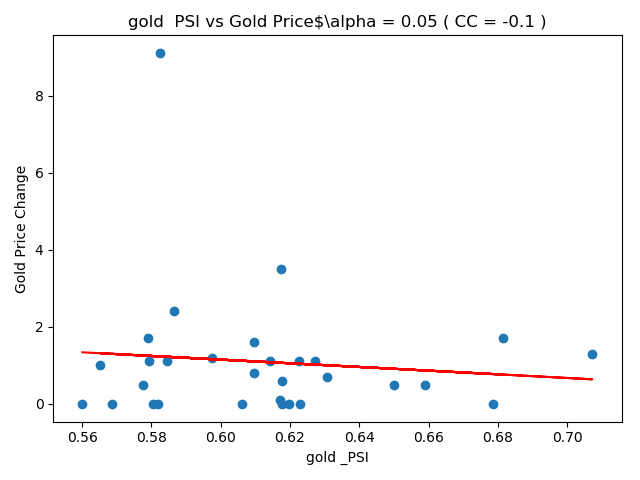 gold  PSI vs Gold Price$\alpha = 0.05 ( CC = -0.1 )
Gold Price Change
8
6
4
2
0
0.56 0.58 0.60 0.62 0.64 0.66 0.68 0.70
gold _PSI